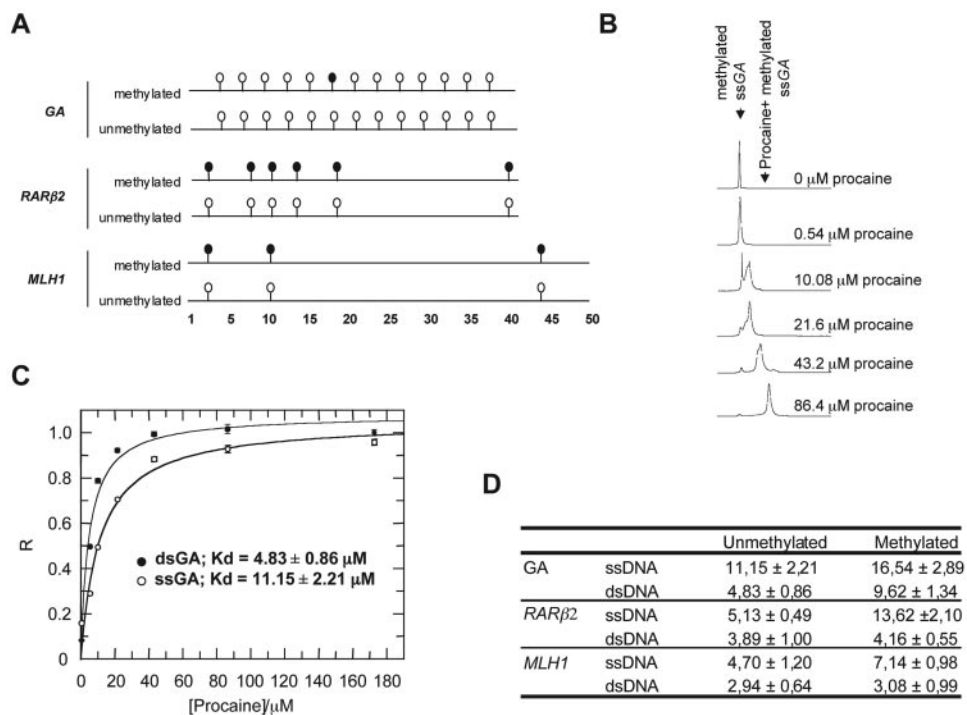 A
GA
methylated
unmethylated
RARβ2
methylated
unmethylated
MLH1
methylated
unmethylated
1 5 10 15 20 25 30 35 40 45 50
B
methylated
ssGA
Procaine+ methylated
ssGA
0 µM procaine
0.54 µM procaine
10.08 µM procaine
21.6 µM procaine
43.2 µM procaine
86.4 µM procaine
C
R
1.0
0.8
0.6
0.4
0.2
0
dsGA; Kd = 4.83 ± 0.86 µM
ssGA; Kd = 11.15 ± 2.21 µM
0 20 40 60 80 100 120 140 160 180
[Procaine]/µM
D
Unmethylated Methylated
GA ssDNA 11,15 ± 2,21 16,54 ± 2,89
dsDNA 4,83 ± 0,86 9,62 ± 1,34
RARβ2 ssDNA 5,13 ± 0,49 13,62 ±2,10
dsDNA 3,89 ± 1,00 4,16 ± 0,55
MLH1 ssDNA 4,70 ± 1,20 7,14 ± 0,98
dsDNA 2,94 ± 0,64 3,08 ± 0,99